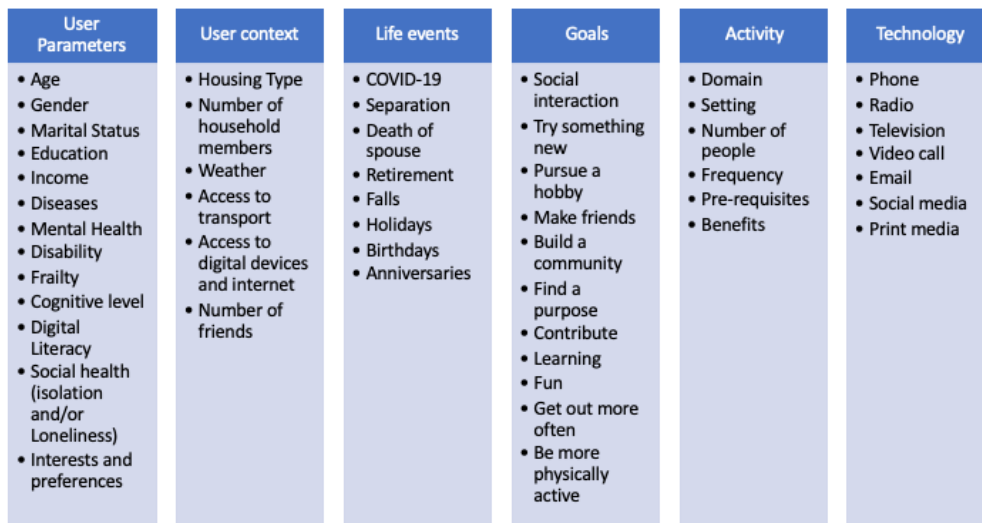 User
Parameters
• Age
• Gender
• Marital Status
• Education
• Income
• Diseases
• Mental Health
• Disability
• Frailty
• Cognitive level
• Digital
Literacy
• Social health
(isolation
and/or
Loneliness)
• Interests and
preferences
User context
• Housing Type
• Number of
household
members
• Weather
• Access to
transport
• Access to
digital devices
and internet
• Number of
friends
Life events
• COVID-19
• Separation
• Death of
spouse
• Retirement
• Falls
• Holidays
• Birthdays
• Anniversaries
Goals
• Social
interaction
• Try something
new
• Pursue a
hobby
• Make friends
• Build a
community
• Find a
purpose
• Contribute
• Learning
• Fun
• Get out more
often
• Be more
physically
active
Activity
• Domain
• Setting
• Number of
people
• Frequency
• Pre-requisites
• Benefits
Technology
• Phone
• Radio
• Television
• Video call
• Email
• Social media
• Print media